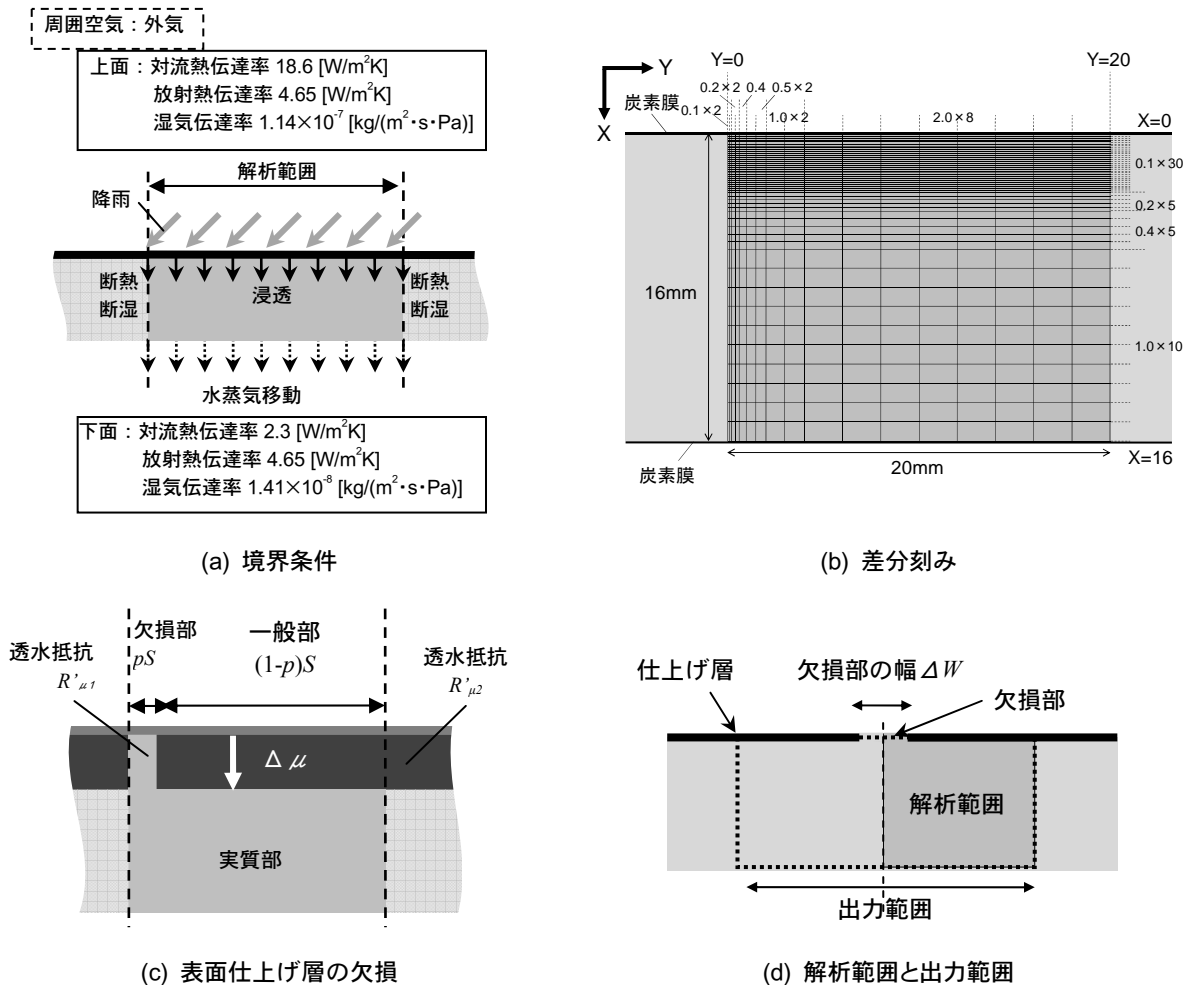 周囲空気：外気
上面：対流熱伝達率 18.6 [W/m²K]
放射熱伝達率 4.65 [W/m²K]
湿気伝達率 1.14×10⁻⁷ [kg/(m²･s･Pa)]
解析範囲
降雨
断熱
断湿
浸透
断熱
断湿
水蒸気移動
下面：対流熱伝達率 2.3 [W/m²K]
放射熱伝達率 4.65 [W/m²K]
湿気伝達率 1.41×10⁻⁸ [kg/(m²･s･Pa)]
(a) 境界条件
Y=0
Y=20
Y
X
0.2×2
0.4
0.5×2
炭素膜
0.1×2
1.0×2
2.0×8
X=0
0.1×30
0.2×5
0.4×5
16mm
1.0×10
炭素膜
20mm
X=16
(b) 差分刻み
透水抵抗
R'μ1
欠損部
pS
一般部
(1-p)S
透水抵抗
R'μ2
Δμ
実質部
(c) 表面仕上げ層の欠損
仕上げ層
欠損部の幅ΔW
欠損部
解析範囲
出力範囲
(d) 解析範囲と出力範囲